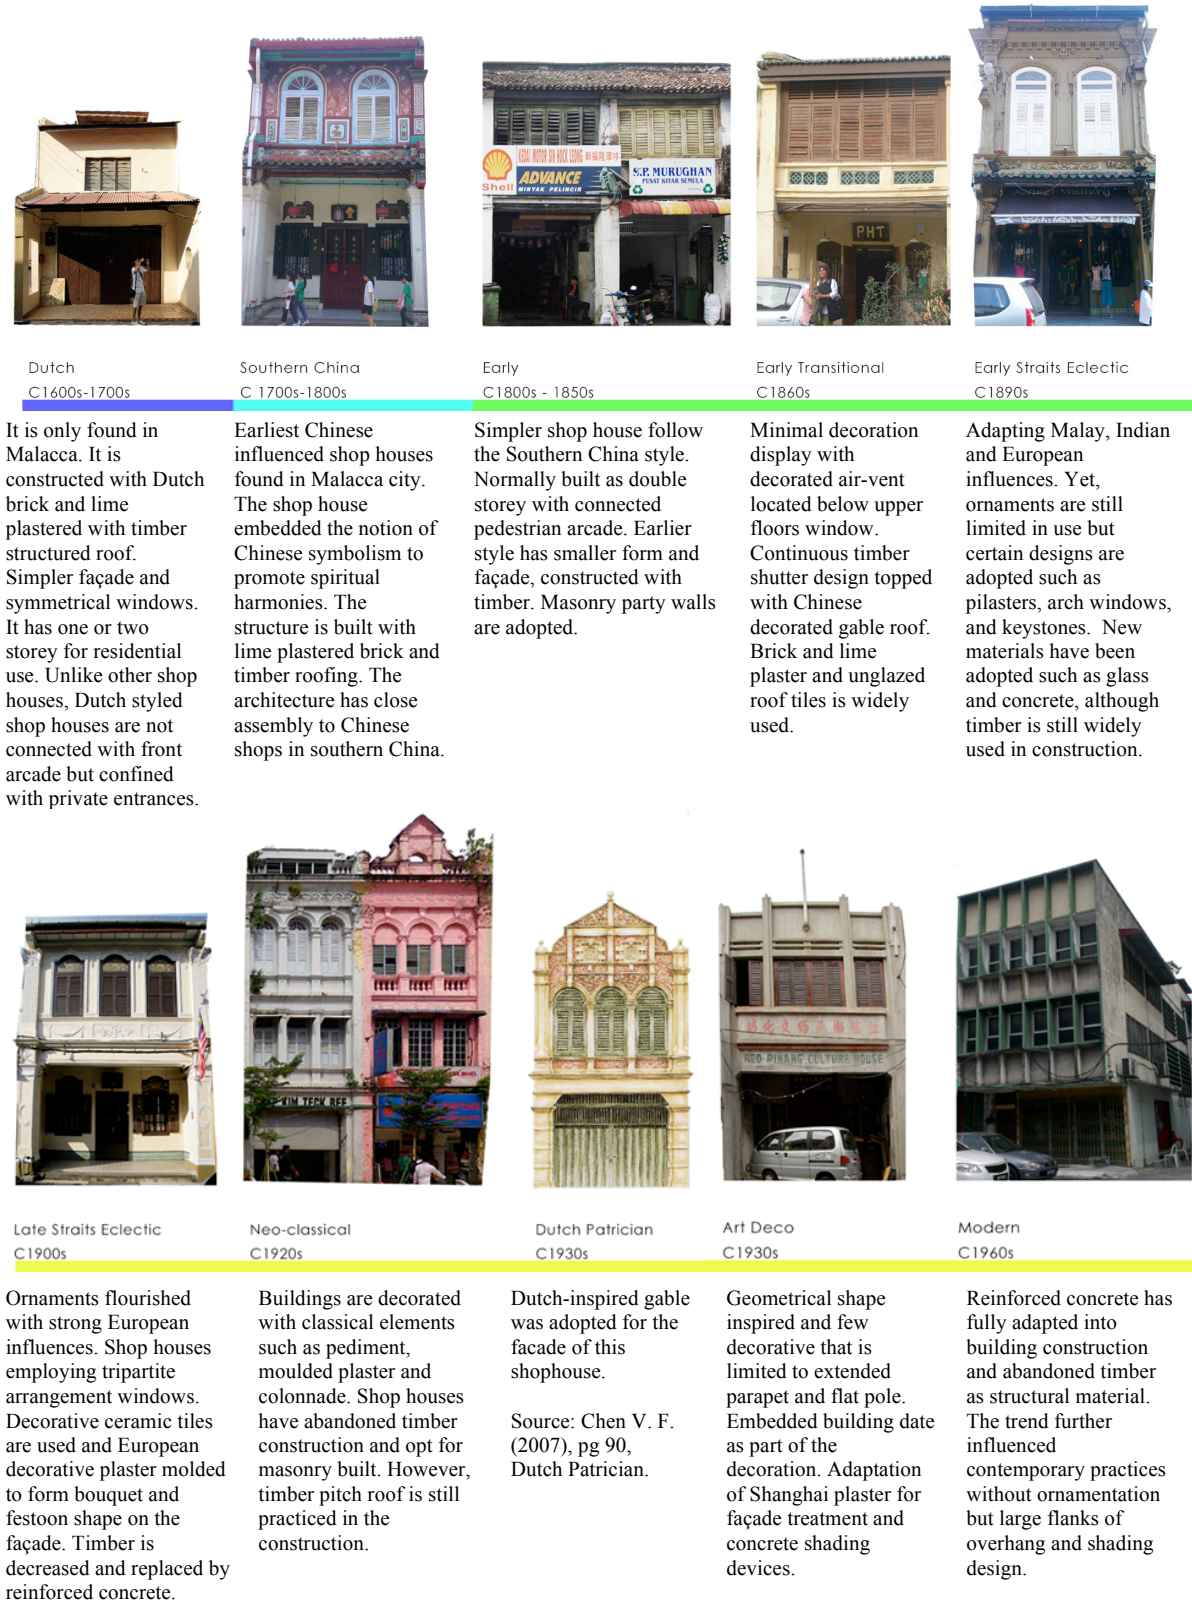 KEDAI MOTOR SIN HOCK LEONG
Shell
ADVANCE
MINYAK PELINCIR
S.P. MURUGHAN
PUSAT KITAR SEMULA
PHT
Dutch
C1600s-1700s
Southern China
C 1700s-1800s
Early
C1800s - 1850s
Early Transitional
C1860s
Early Straits Eclectic
C1890s
It is only found in
Malacca. It is
constructed with Dutch
brick and lime
plastered with timber
structured roof.
Simpler façade and
symmetrical windows.
It has one or two
storey for residential
use. Unlike other shop
houses, Dutch styled
shop houses are not
connected with front
arcade but confined
with private entrances.
Earliest Chinese
influenced shop houses
found in Malacca city.
The shop house
embedded the notion of
Chinese symbolism to
promote spiritual
harmonies. The
structure is built with
lime plastered brick and
timber roofing. The
architecture has close
assembly to Chinese
shops in southern China.
Simpler shop house follow
the Southern China style.
Normally built as double
storey with connected
pedestrian arcade. Earlier
style has smaller form and
façade, constructed with
timber. Masonry party walls
are adopted.
Minimal decoration
display with
decorated air-vent
located below upper
floors window.
Continuous timber
shutter design topped
with Chinese
decorated gable roof.
Brick and lime
plaster and unglazed
roof tiles is widely
used.
Adapting Malay, Indian
and European
influences. Yet,
ornaments are still
limited in use but
certain designs are
adopted such as
pilasters, arch windows,
and keystones.  New
materials have been
adopted such as glass
and concrete, although
timber is still widely
used in construction.
KIM TECK BEE
NEO PINANG CULTURE HOUSE
Late Straits Eclectic
C1900s
Neo-classical
C1920s
Dutch Patrician
C1930s
Art Deco
C1930s
Modern
C1960s
Ornaments flourished
with strong European
influences. Shop houses
employing tripartite
arrangement windows.
Decorative ceramic tiles
are used and European
decorative plaster molded
to form bouquet and
festoon shape on the
façade. Timber is
decreased and replaced by
reinforced concrete.
Buildings are decorated
with classical elements
such as pediment,
moulded plaster and
colonnade. Shop houses
have abandoned timber
construction and opt for
masonry built. However,
timber pitch roof is still
practiced in the
construction.
Dutch-inspired gable
was adopted for the
facade of this
shophouse.
Source: Chen V. F.
(2007), pg 90,
Dutch Patrician.
Geometrical shape
inspired and few
decorative that is
limited to extended
parapet and flat pole.
Embedded building date
as part of the
decoration. Adaptation
of Shanghai plaster for
façade treatment and
concrete shading
devices.
Reinforced concrete has
fully adapted into
building construction
and abandoned timber
as structural material.
The trend further
influenced
contemporary practices
without ornamentation
but large flanks of
overhang and shading
design.